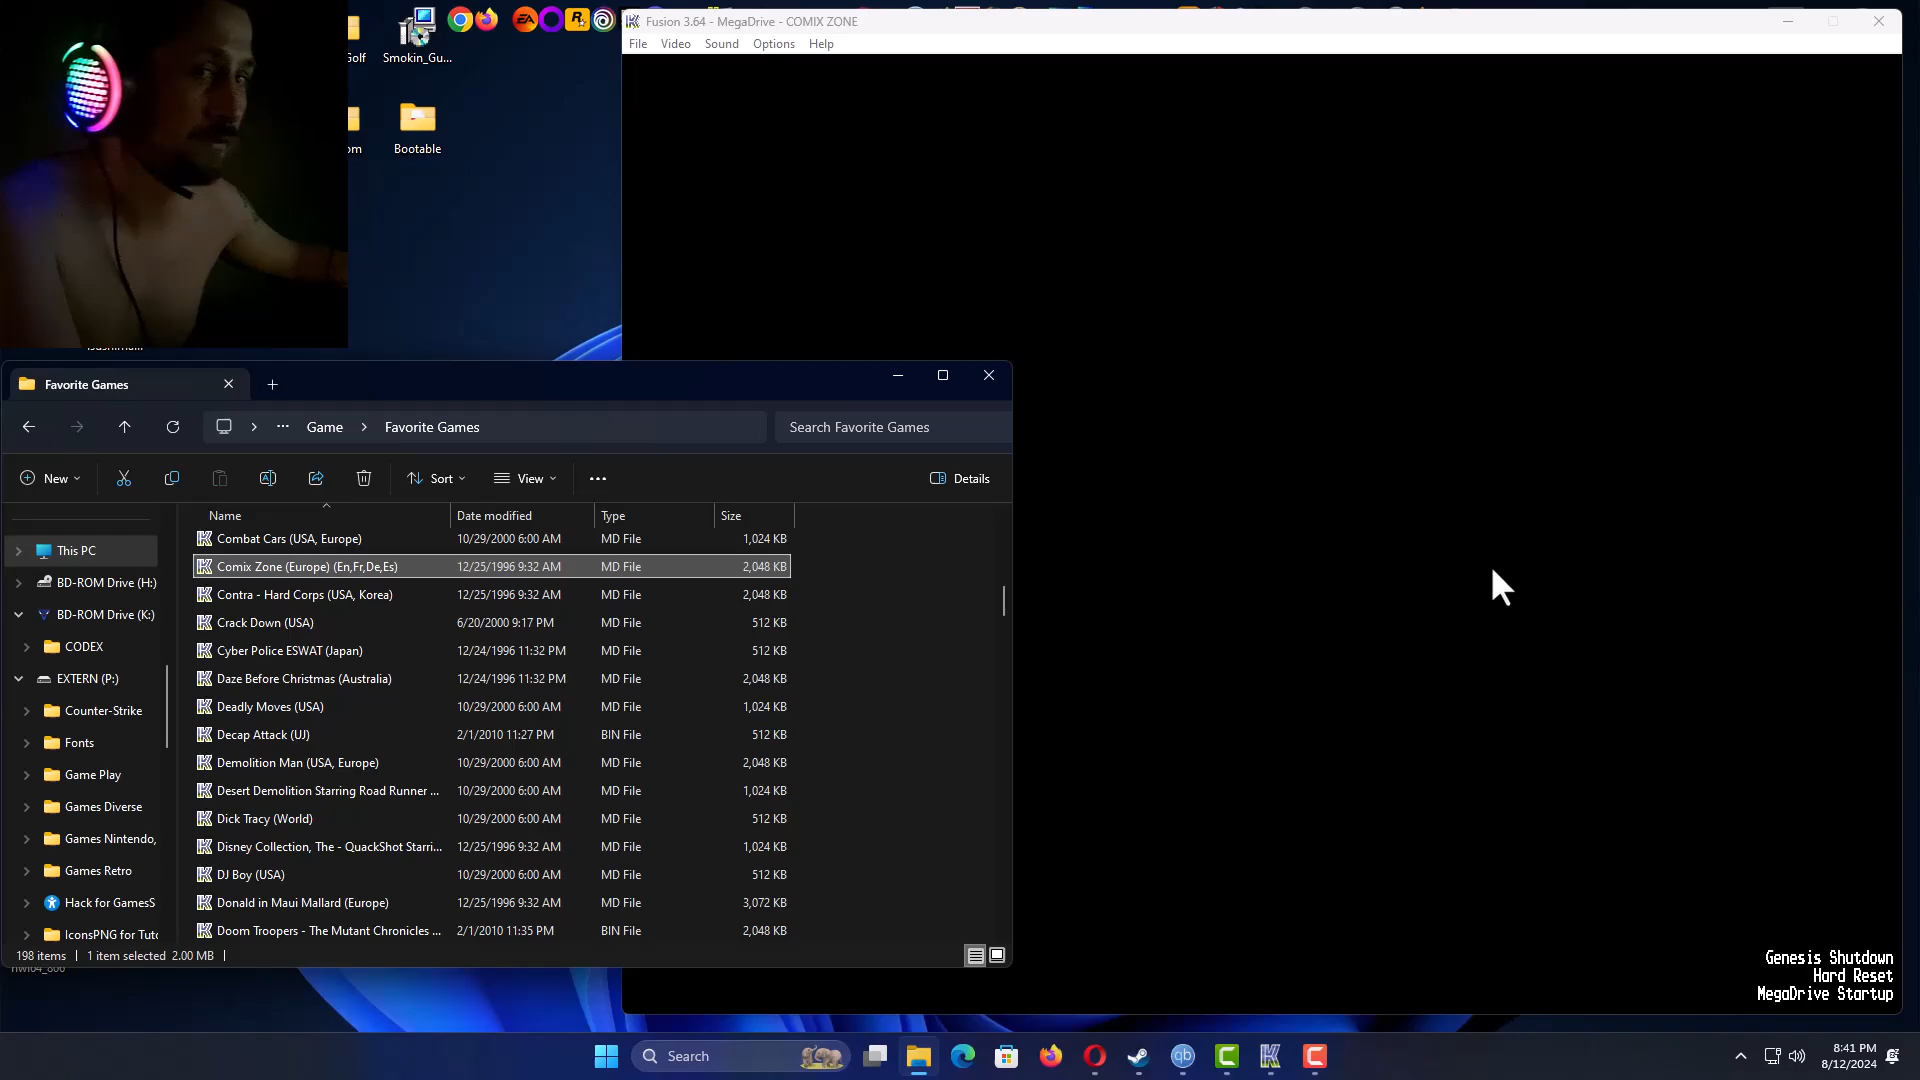 Golf
Smokin_Gu...
om
Bootable
Fusion 3.64 - MegaDrive - COMIX ZONE
File Video Sound Options Help
Favorite Games
Game > Favorite Games
Search Favorite Games
New
Sort
View
Details
Name Date modified Type Size
Combat Cars (USA, Europe) 10/29/2000 6:00 AM MD File 1,024 KB
Comix Zone (Europe) (En,Fr,De,Es) 12/25/1996 9:32 AM MD File 2,048 KB
Contra - Hard Corps (USA, Korea) 12/25/1996 9:32 AM MD File 2,048 KB
Crack Down (USA) 6/20/2000 9:17 PM MD File 512 KB
Cyber Police ESWAT (Japan) 12/24/1996 11:32 PM MD File 512 KB
Daze Before Christmas (Australia) 12/24/1996 11:32 PM MD File 2,048 KB
Deadly Moves (USA) 10/29/2000 6:00 AM MD File 1,024 KB
Decap Attack (UJ) 2/1/2010 11:27 PM BIN File 512 KB
Demolition Man (USA, Europe) 10/29/2000 6:00 AM MD File 2,048 KB
Desert Demolition Starring Road Runner ... 10/29/2000 6:00 AM MD File 1,024 KB
Dick Tracy (World) 10/29/2000 6:00 AM MD File 512 KB
Disney Collection, The - QuackShot Starri... 12/25/1996 9:32 AM MD File 1,024 KB
DJ Boy (USA) 10/29/2000 6:00 AM MD File 512 KB
Donald in Maui Mallard (Europe) 12/25/1996 9:32 AM MD File 3,072 KB
Doom Troopers - The Mutant Chronicles ... 2/1/2010 11:35 PM BIN File 2,048 KB
This PC
BD-ROM Drive (H:)
BD-ROM Drive (K:)
CODEX
EXTERN (P:)
Counter-Strike
Fonts
Game Play
Games Diverse
Games Nintendo,
Games Retro
Hack for GamesS
IconsPNG for Tuto
198 items 1 item selected 2.00 MB
Genesis Shutdown
Hard Reset
MegaDrive Startup
Search
8:41 PM
8/12/2024